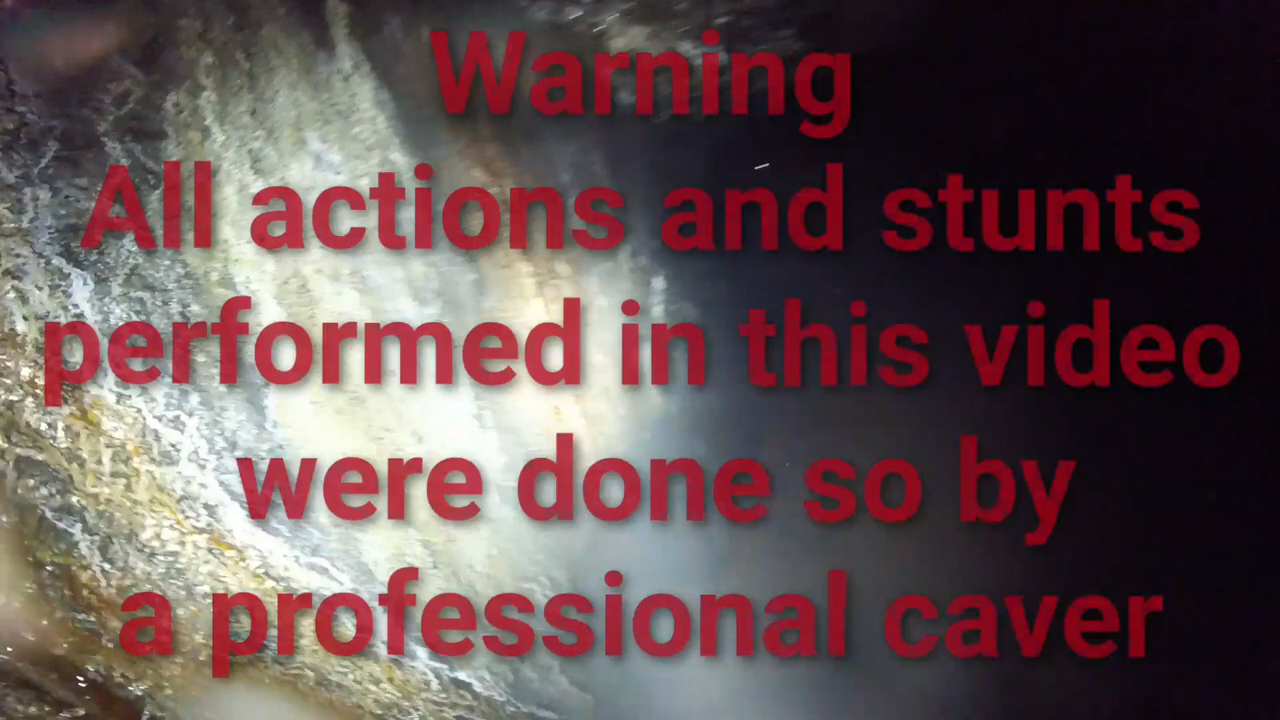 Warning
All actions and stunts
performed in this video
were done so by
a professional caver